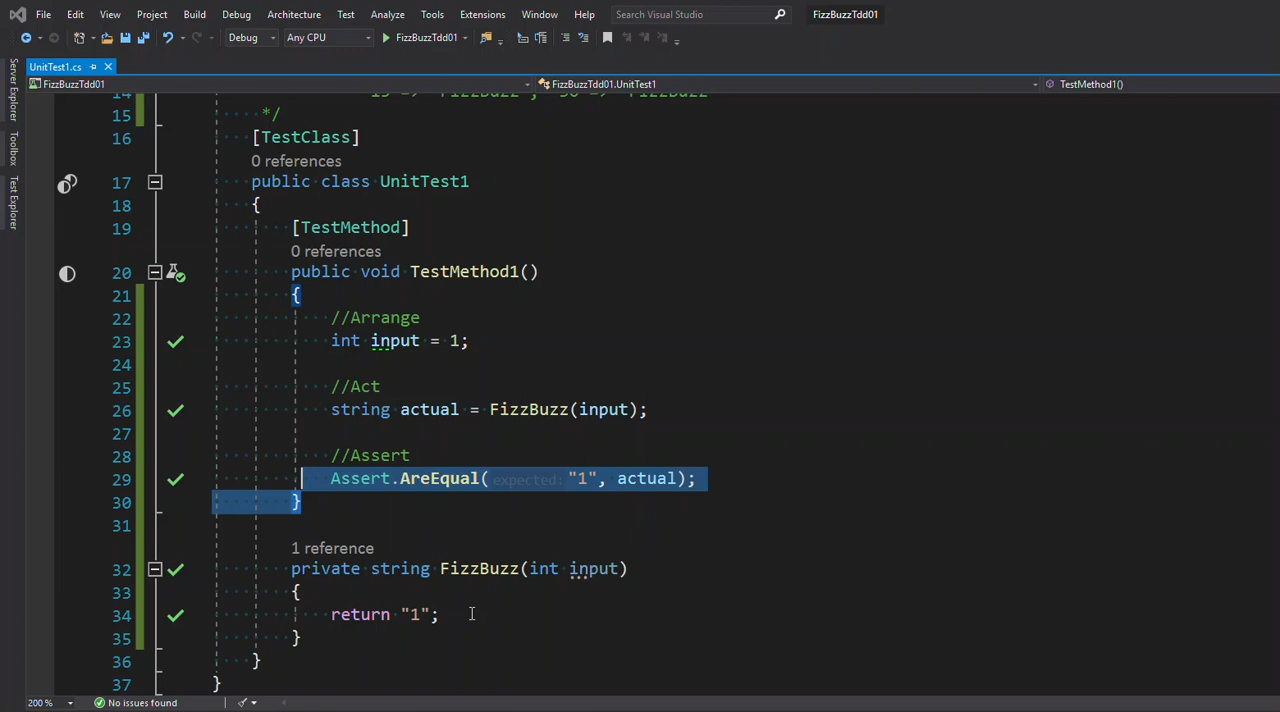 File Edit View Project Build Debug Architecture Test Analyze Tools Extensions Window Help Search Visual Studio FizzBuzzTdd01
Debug Any CPU FizzBuzzTdd01
Server Explorer
Toolbox
Test Explorer
UnitTest1.cs
FizzBuzzTdd01 FizzBuzzTdd01.UnitTest1 TestMethod1()
14 15 => "FizzBuzz", 30 => "FizzBuzz"
15 */
16 [TestClass]
0 references
17 public class UnitTest1
18 {
19 [TestMethod]
0 references
20 public void TestMethod1()
21 {
22 //Arrange
23 int input = 1;
24
25 //Act
26 string actual = FizzBuzz(input);
27
28 //Assert
29 Assert.AreEqual(expected: "1", actual);
30 }
31
1 reference
32 private string FizzBuzz(int input)
33 {
34 return "1";
35 }
36 }
37 }
200 % No issues found